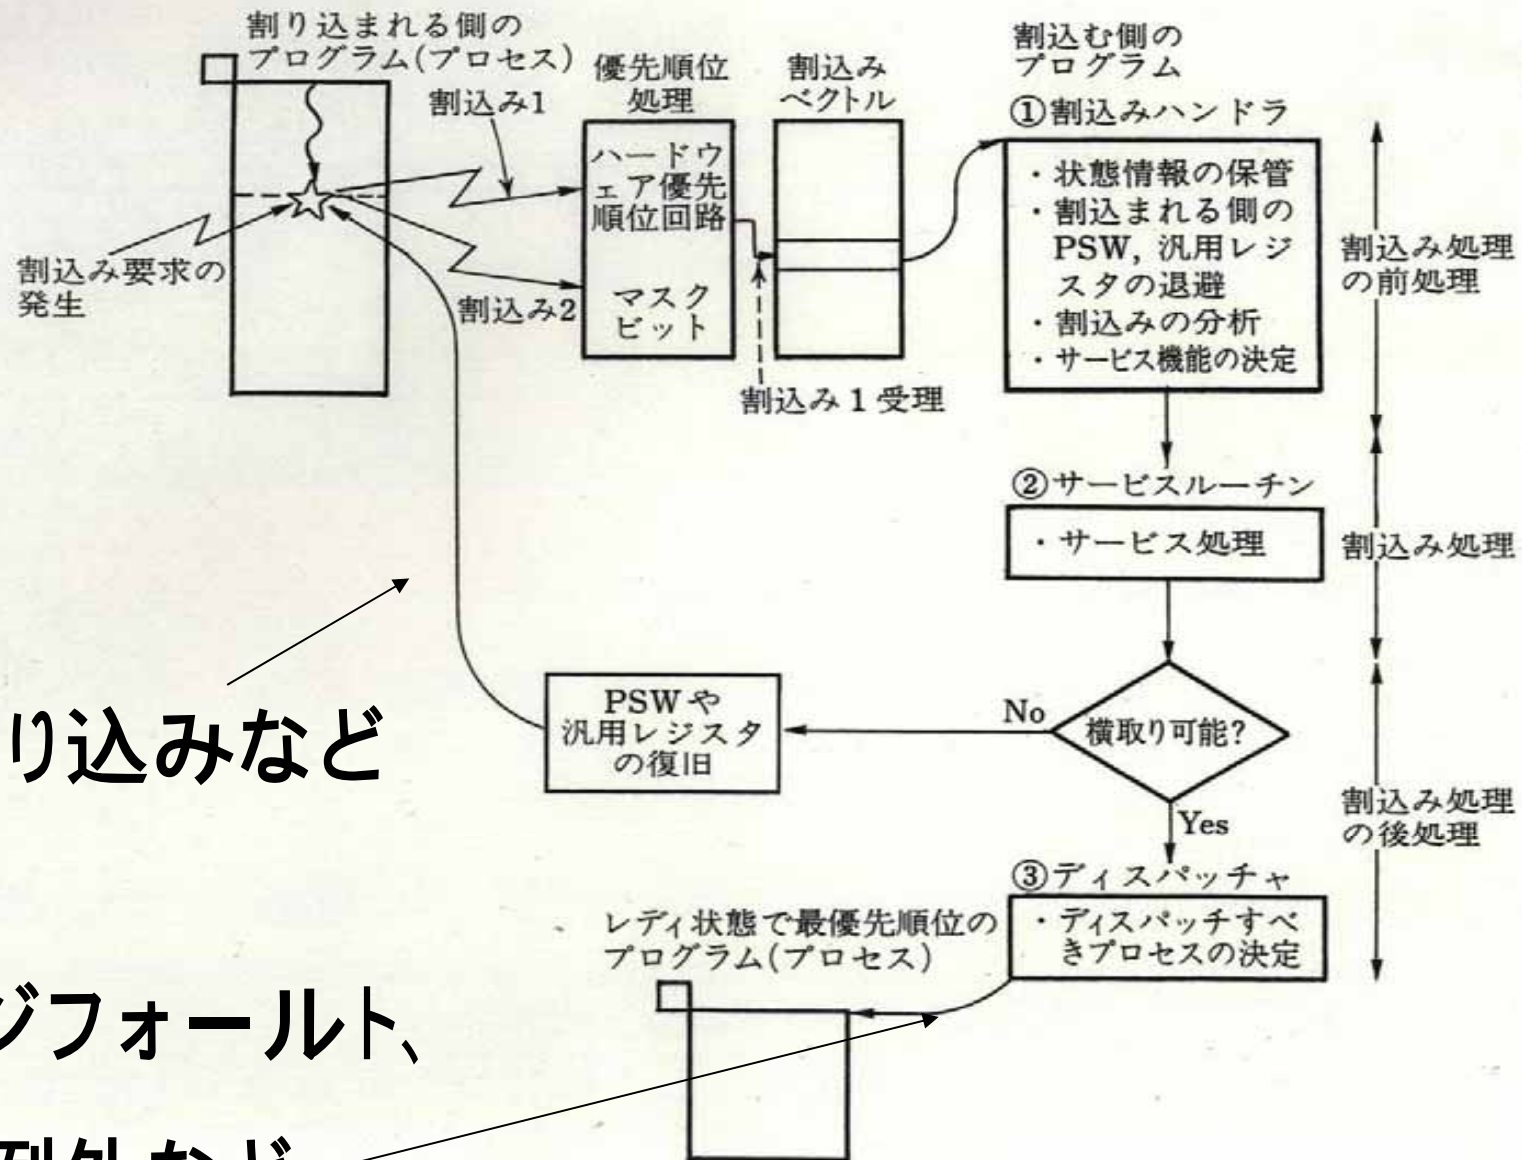 割り込まれる側の
プログラム(プロセス)
割込み1
優先順位
処理
割込み
ベクトル
割込む側の
プログラム
①割込みハンドラ
ハードウ
ェア優先
順位回路
マスク
ビット
・状態情報の保管
・割込まれる側の
PSW, 汎用レジ
スタの退避
・割込みの分析
・サービス機能の決定
割込み処理
の前処理
割込み要求の
発生
割込み2
割込み1受理
②サービスルーチン
・サービス処理
割込み処理
PSWや
汎用レジスタ
の復旧
No
横取り可能?
Yes
割込み処理
の後処理
③ディスパッチャ
・ディスパッチすべ
きプロセスの決定
レディ状態で最優先順位の
プログラム(プロセス)
り込みなど
ジフォールト、
など